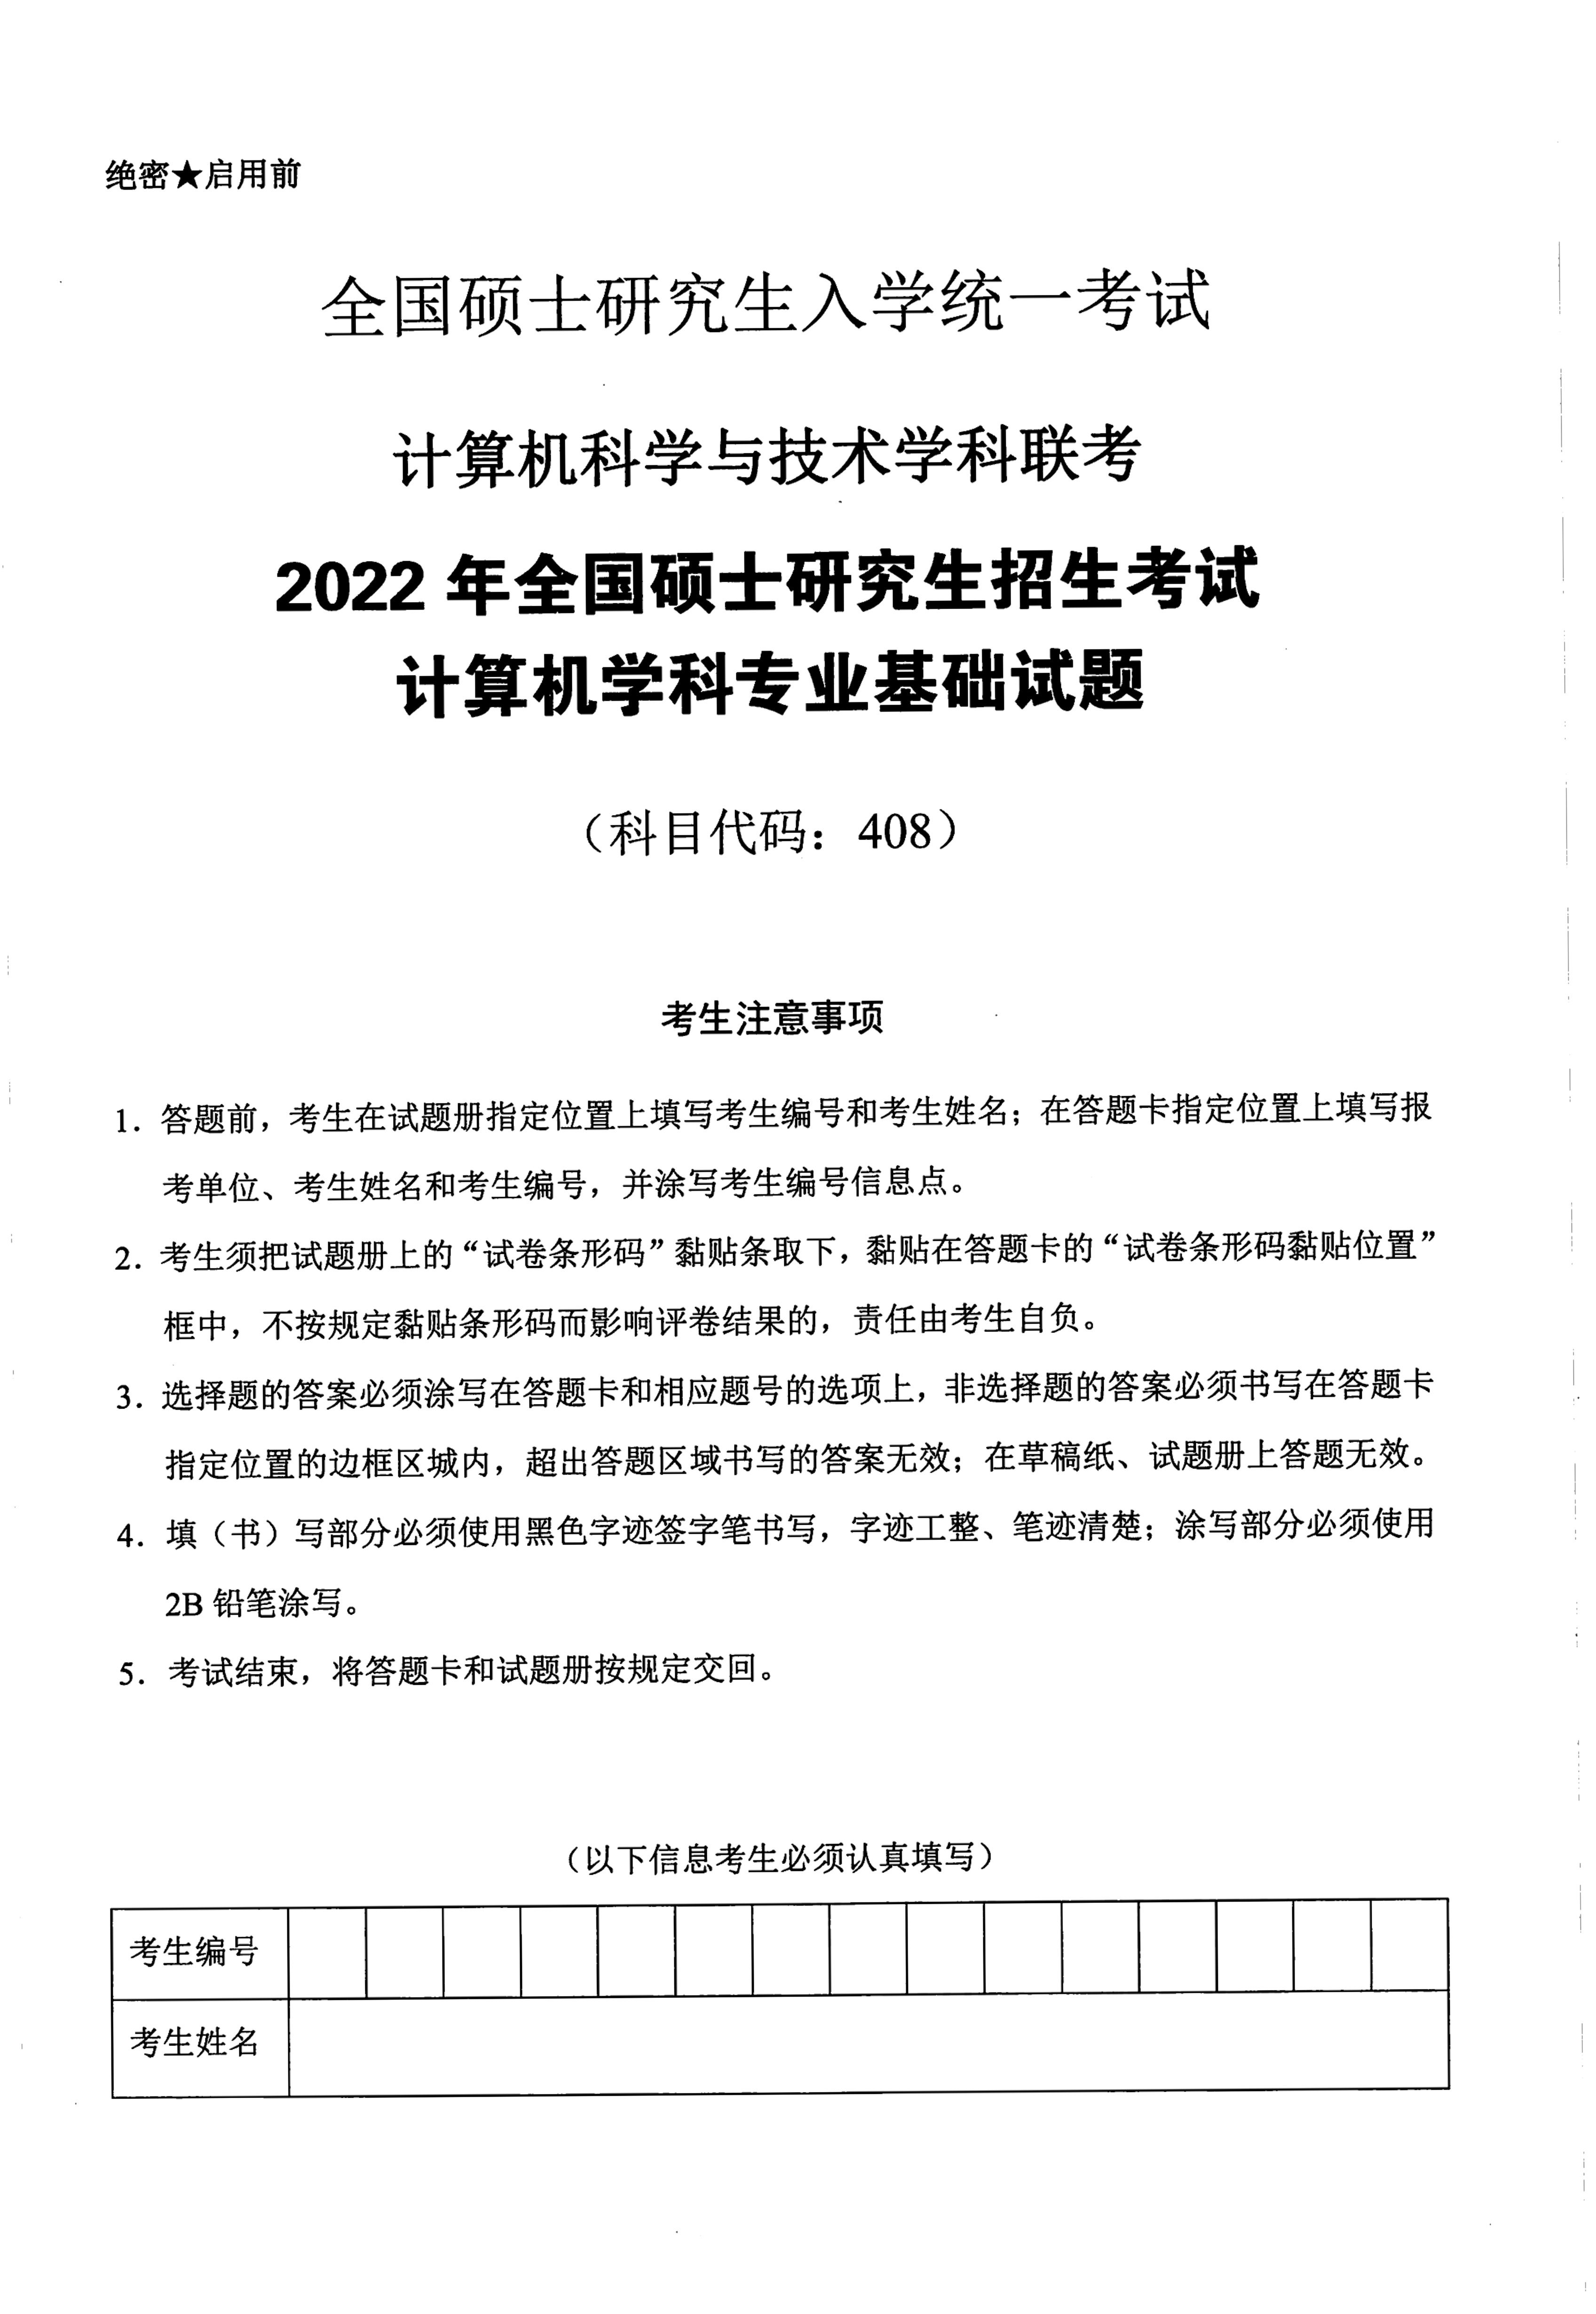 绝密★启用前
全国硕士研究生入学统一考试
计算机科学与技术学科联考
2022 年全国硕士研究生招生考试
计算机学科专业基础试题
（科目代码：408）
考生注意事项
1. 答题前，考生在试题册指定位置上填写考生编号和考生姓名；在答题卡指定位置上填写报
考单位、考生姓名和考生编号，并涂写考生编号信息点。
2. 考生须把试题册上的“试卷条形码”黏贴条取下，黏贴在答题卡的“试卷条形码黏贴位置”
框中，不按规定黏贴条形码而影响评卷结果的，责任由考生自负。
3. 选择题的答案必须涂写在答题卡和相应题号的选项上，非选择题的答案必须书写在答题卡
指定位置的边框区城内，超出答题区域书写的答案无效；在草稿纸、试题册上答题无效。
4. 填（书）写部分必须使用黑色字迹签字笔书写，字迹工整、笔迹清楚；涂写部分必须使用
2B 铅笔涂写。
5. 考试结束，将答题卡和试题册按规定交回。
（以下信息考生必须认真填写）
考生编号
考生姓名